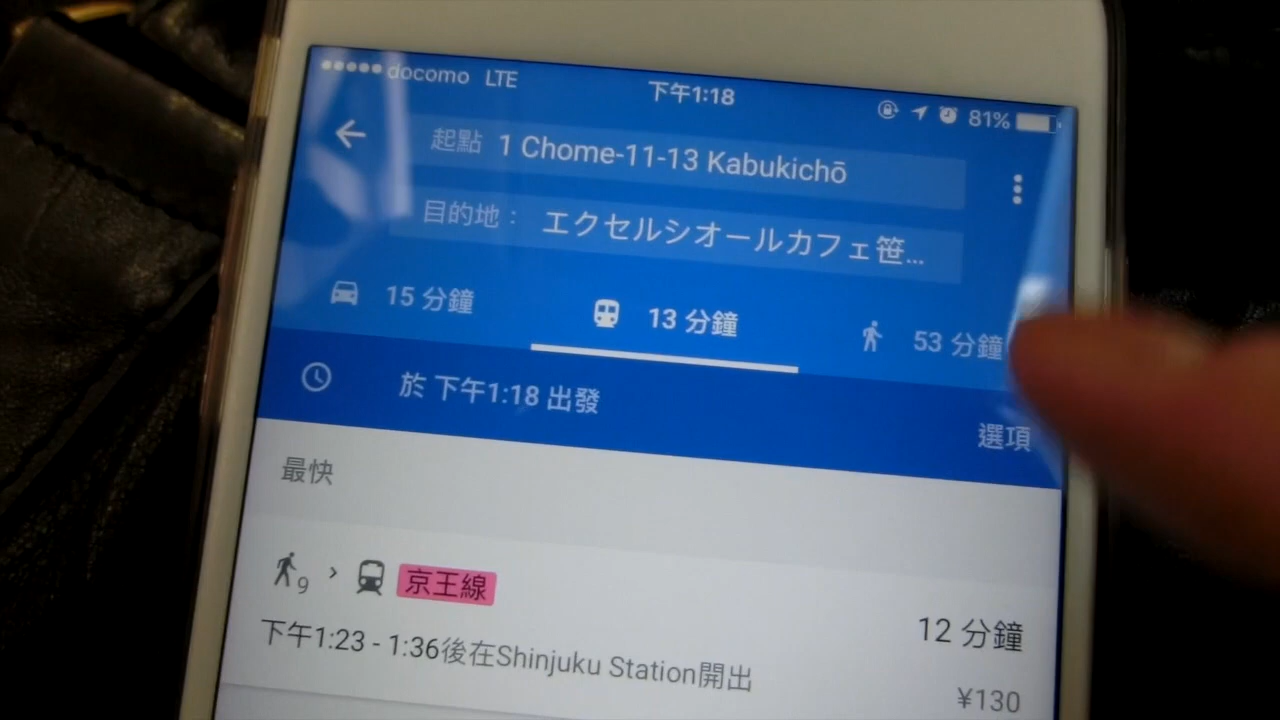 docomo LTE 下午1:18 81%
起點 1 Chome-11-13 Kabukichō
目的地： エクセルシオールカフェ笹...
15 分鐘 13 分鐘 53 分鐘
於 下午1:18 出發
選項
最快
9 京王線
12 分鐘
下午1:23 - 1:36後在Shinjuku Station開出
¥130